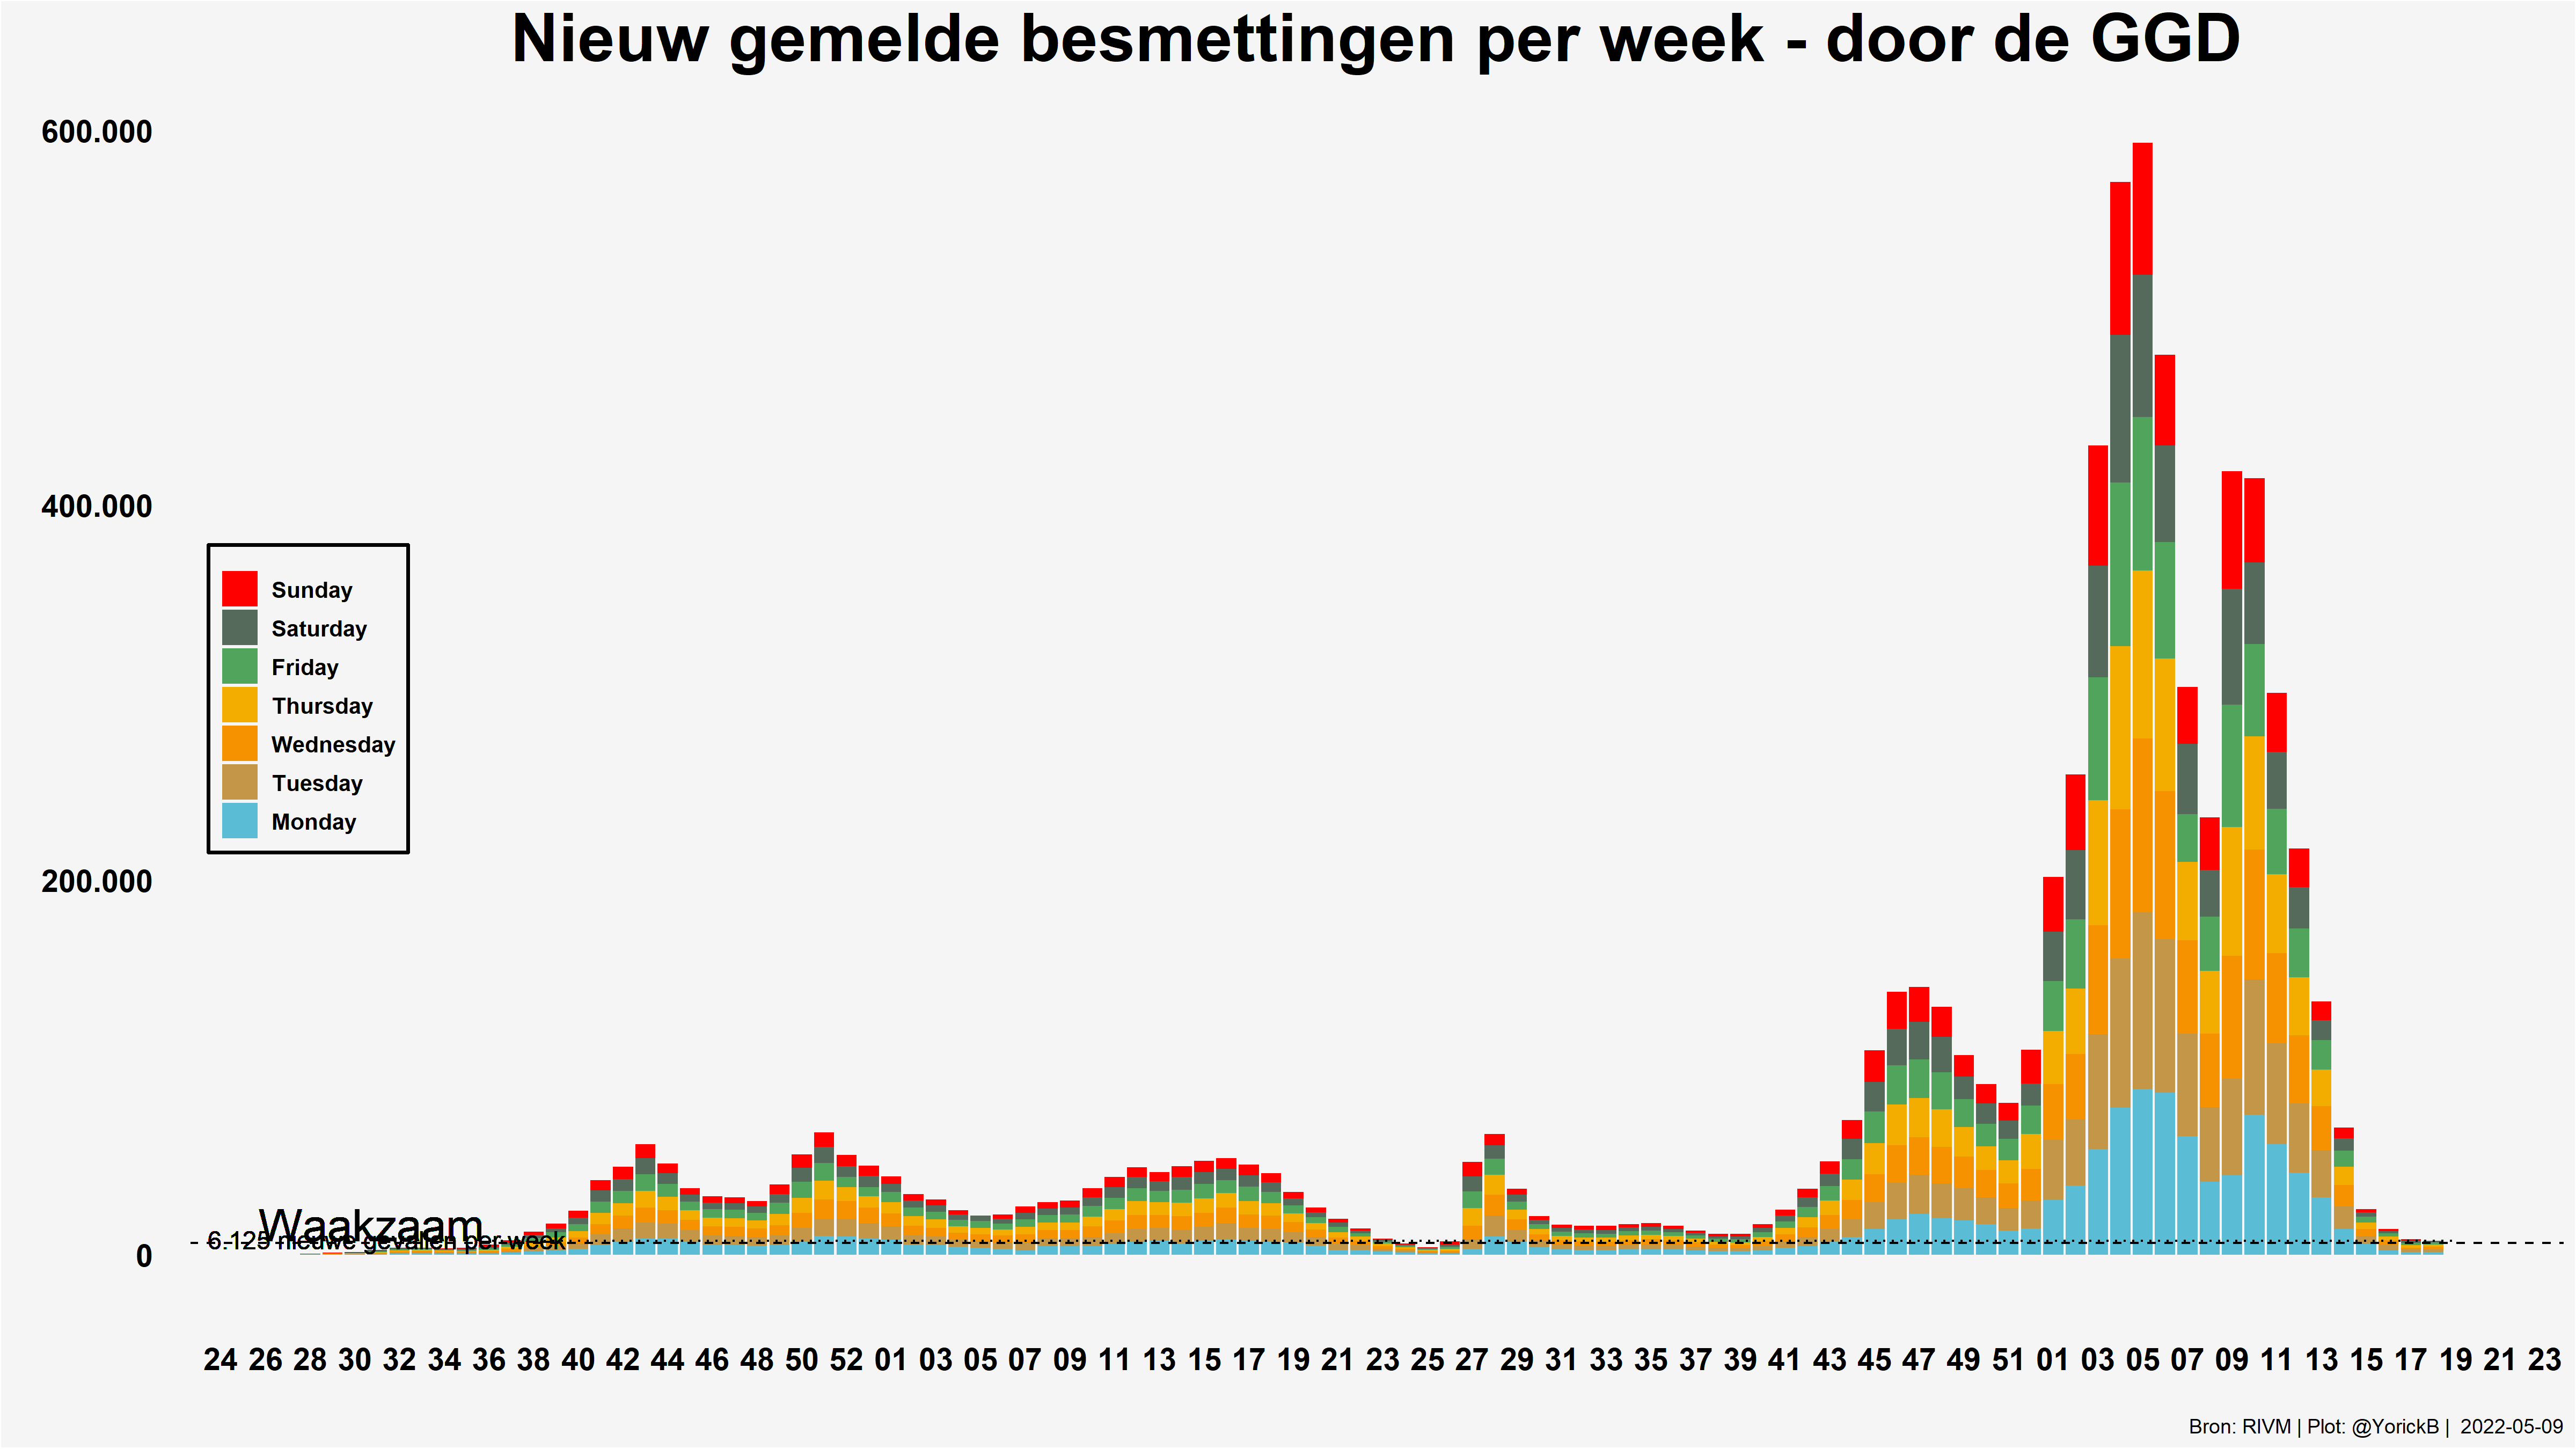 Nieuw gemelde besmettingen per week - door de GGD
600.000
400.000
Sunday
Saturday
Friday
Thursday
Wednesday
Tuesday
Monday
200.000
Waakzaam
6.125 nieuwe gevallen per week
0
24 26 28 30 32 34 36 38 40 42 44 46 48 50 52 01 03 05 07 09 11 13 15 17 19 21 23 25 27 29 31 33 35 37 39 41 43 45 47 49 51 01 03 05 07 09 11 13 15 17 19 21 23
Bron: RIVM | Plot: @YorickB | 2022-05-09